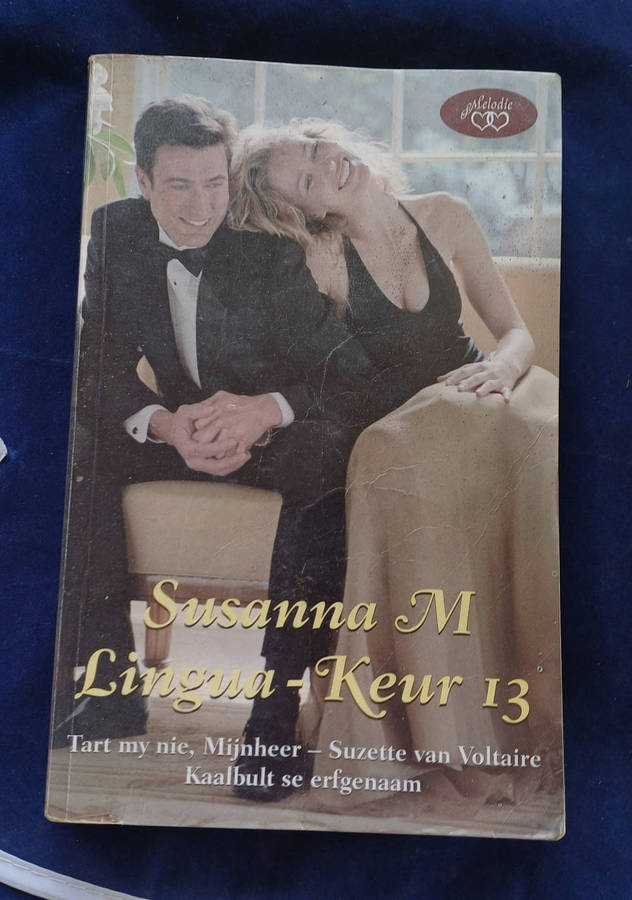 Melodie
Susanna M
Lingua - Keur 13
Tart my nie, Mijnheer – Suzette van Voltaire
Kaalbult se erfgenaam